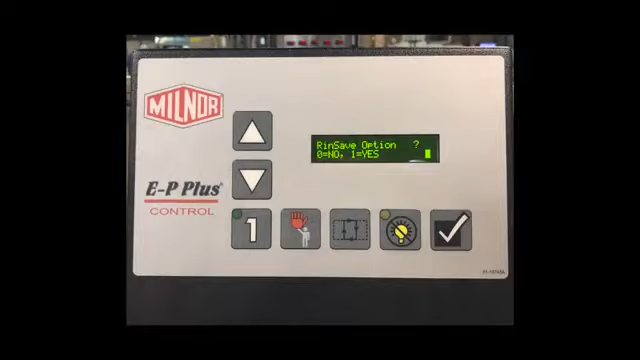 MILNOR
RinSave Option ?
0=NO, 1=YES
E-P Plus®
CONTROL
1